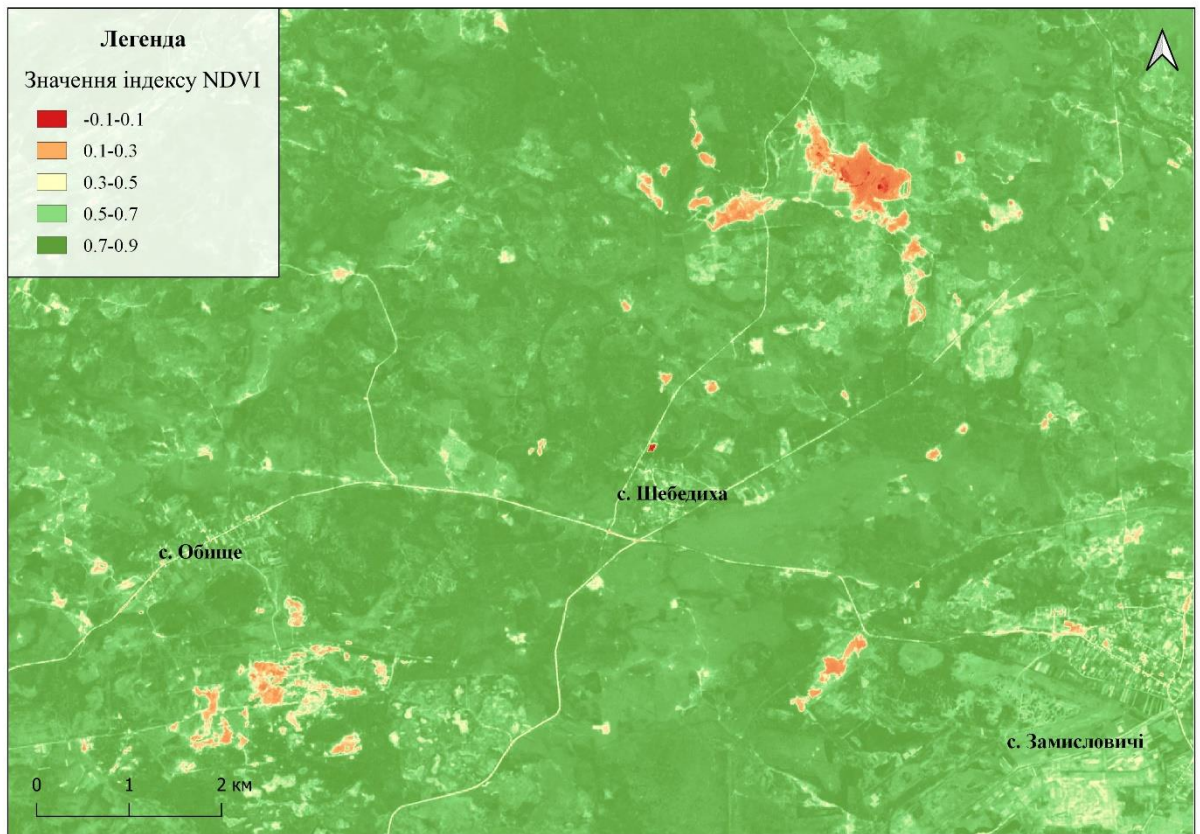 Легенда
Значення індексу NDVI
-0.1-0.1
0.1-0.3
0.3-0.5
0.5-0.7
0.7-0.9
с. Шебедиха
с. Обище
с. Замисловичі
0 1 2 км